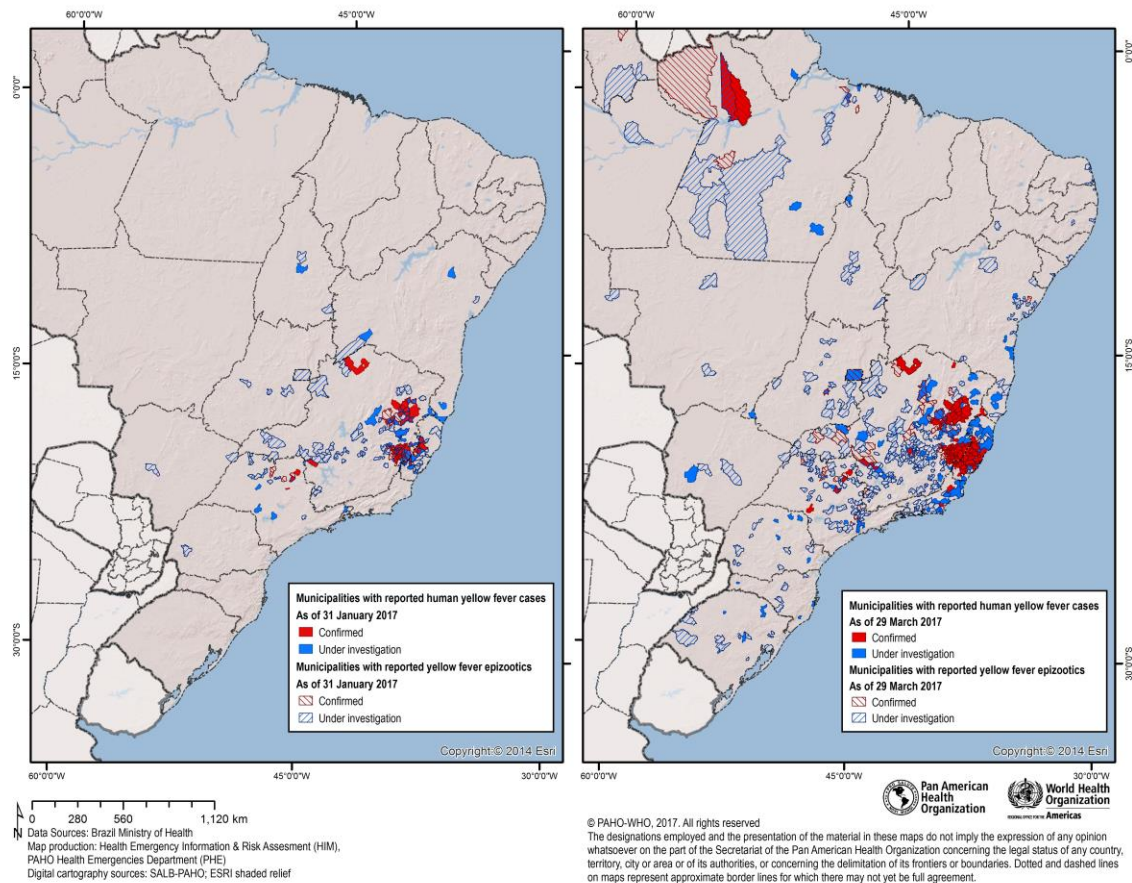 60°0'0"W
45°0'0"W
60°0'0"W
45°0'0"W
0°0'0"
15°0'0"S
30°0'0"S
0°0'0"
15°0'0"S
30°0'0"S
Municipalities with reported human yellow fever cases
As of 31 January 2017
Confirmed
Under investigation
Municipalities with reported yellow fever epizootics
As of 31 January 2017
Confirmed
Under investigation
Copyright:© 2014 Esri
Municipalities with reported human yellow fever cases
As of 29 March 2017
Confirmed
Under investigation
Municipalities with reported yellow fever epizootics
As of 29 March 2017
Confirmed
Under investigation
Copyright:© 2014 Esri
60°0'0"W
45°0'0"W
30°0'0"W
60°0'0"W
45°0'0"W
30°0'0"W
N
0 280 560 1,120 km
Data Sources: Brazil Ministry of Health
Map production: Health Emergency Information & Risk Assesment (HIM),
PAHO Health Emergencies Department (PHE)
Digital cartography sources: SALB-PAHO; ESRI shaded relief
Pan American
Health
Organization
World Health
Organization
REGIONAL OFFICE FOR THE Americas
© PAHO-WHO, 2017. All rights reserved
The designations employed and the presentation of the material in these maps do not imply the expression of any opinion
whatsoever on the part of the Secretariat of the Pan American Health Organization concerning the legal status of any country,
territory, city or area or of its authorities, or concerning the delimitation of its frontiers or boundaries. Dotted and dashed lines
on maps represent approximate border lines for which there may not yet be full agreement.